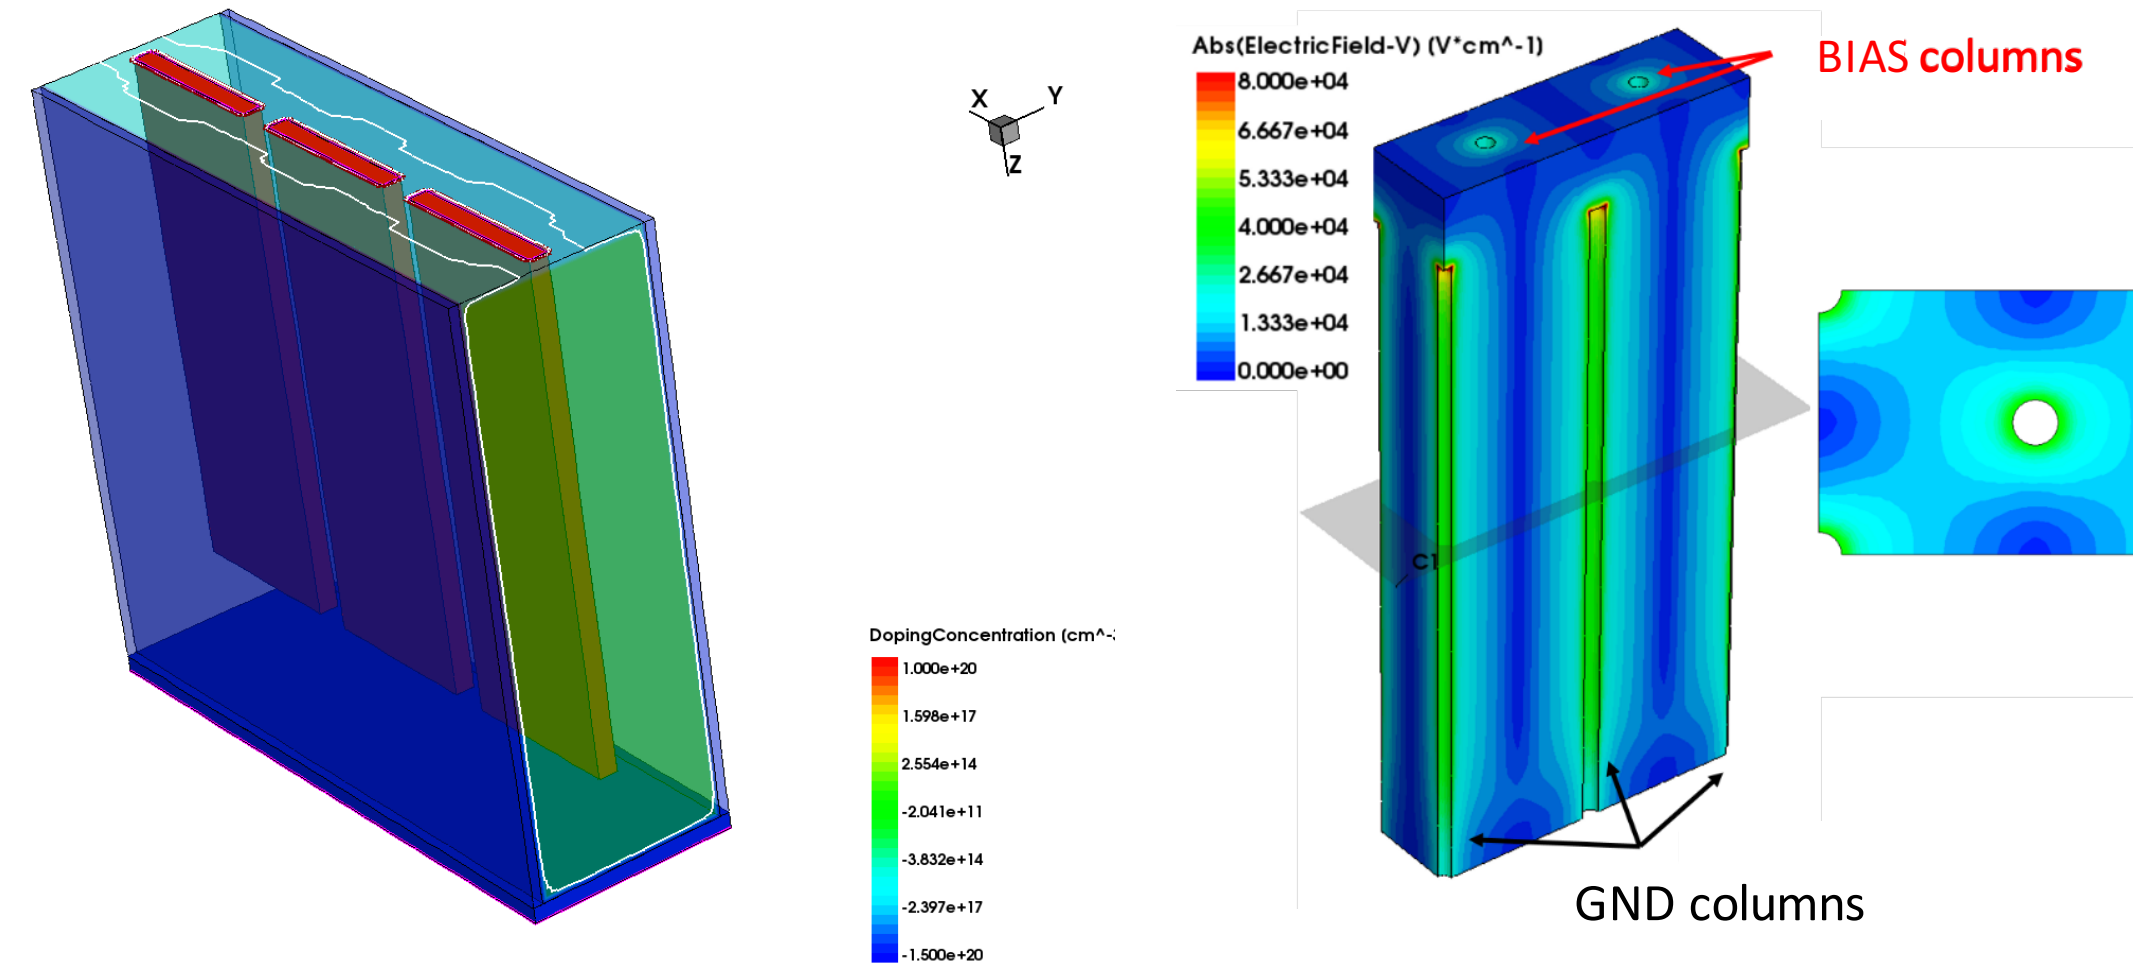 X
Y
Z
DopingConcentration (cm^-
1.000e+20
1.598e+17
2.554e+14
-2.041e+11
-3.832e+14
-2.397e+17
-1.500e+20
Abs(ElectricField-V) (V*cm^-1)
8.000e+04
6.667e+04
5.333e+04
4.000e+04
2.667e+04
1.333e+04
0.000e+00
BIAS columns
C1
GND columns